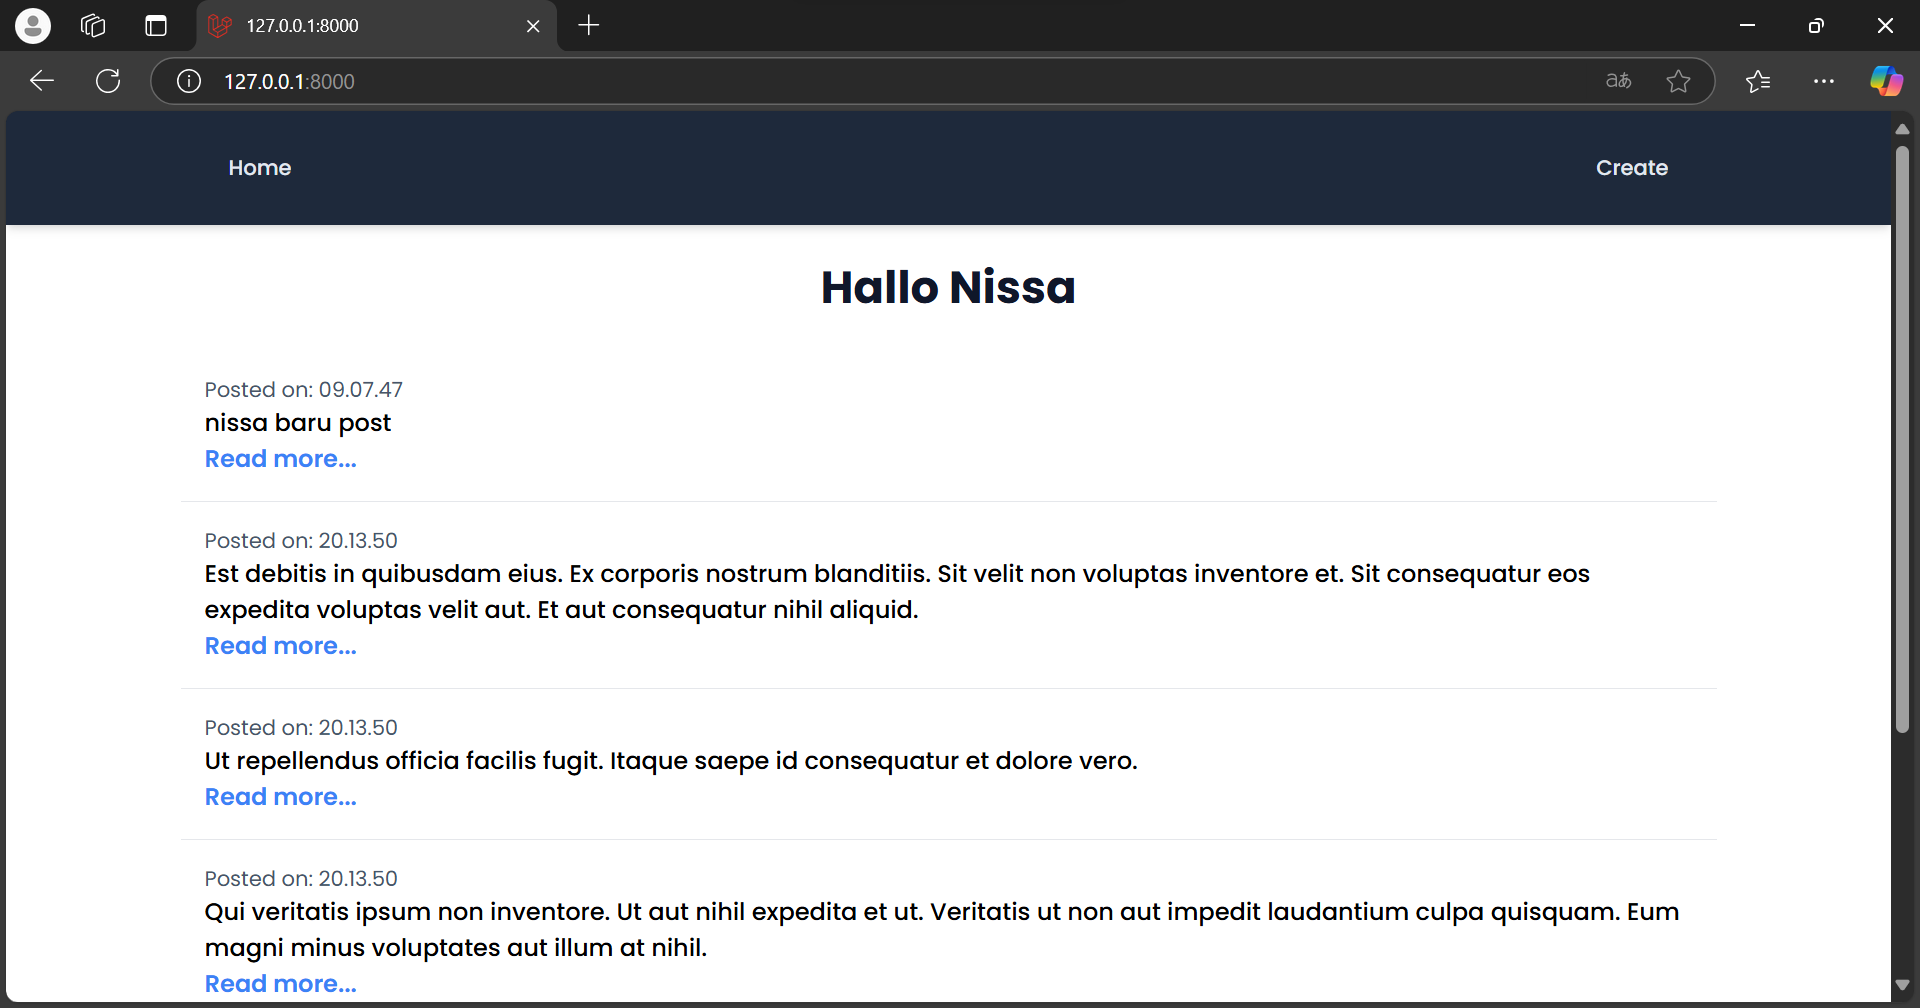 127.0.0.1:8000
127.0.0.1:8000
aあ
Home
Create
Hallo Nissa
Posted on: 09.07.47
nissa baru post
Read more...
Posted on: 20.13.50
Est debitis in quibusdam eius. Ex corporis nostrum blanditiis. Sit velit non voluptas inventore et. Sit consequatur eos
expedita voluptas velit aut. Et aut consequatur nihil aliquid.
Read more...
Posted on: 20.13.50
Ut repellendus officia facilis fugit. Itaque saepe id consequatur et dolore vero.
Read more...
Posted on: 20.13.50
Qui veritatis ipsum non inventore. Ut aut nihil expedita et ut. Veritatis ut non aut impedit laudantium culpa quisquam. Eum
magni minus voluptates aut illum at nihil.
Read more...